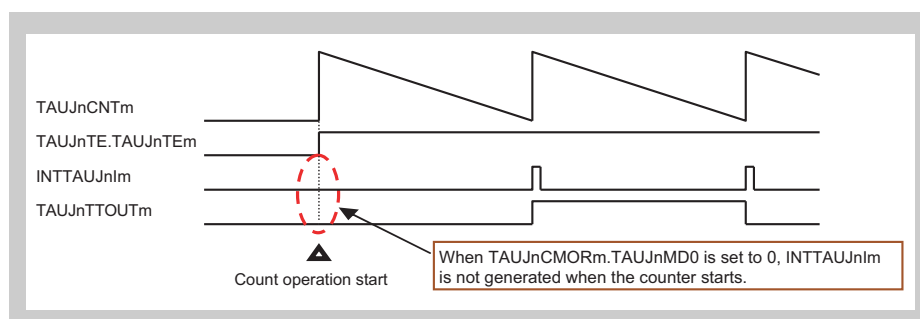 TAUJnCNTm
TAUJnTE.TAUJnTEm
INTTAUJnIm
TAUJnTTOUTm
Count operation start
When TAUJnCMORm.TAUJnMD0 is set to 0, INTTAUJnIm
is not generated when the counter starts.